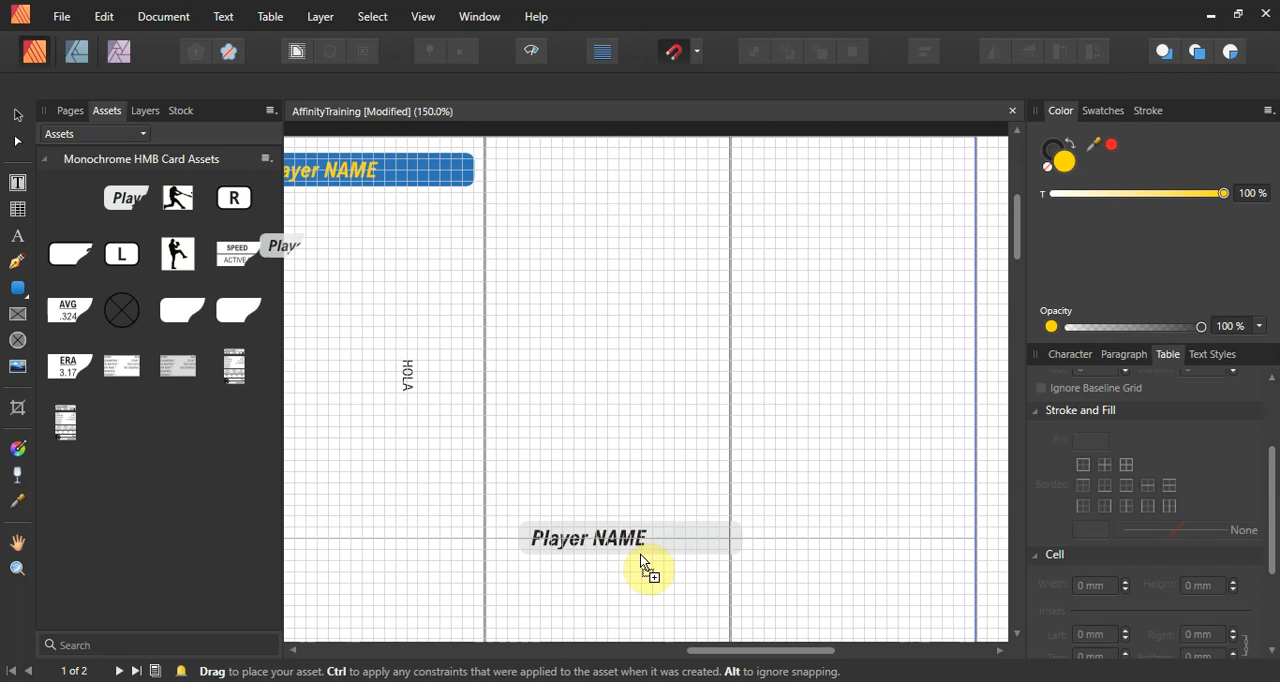 File Edit Document Text Table Layer Select View Window Help
Pages Assets Layers Stock
AffinityTraining [Modified] (150.0%)
Color Swatches Stroke
Assets
Monochrome HMB Card Assets
ayer NAME
T
100 %
Play
R
L
SPEED
ACTIVE
Play
AVG
.324
ERA
3.17
HOLA
Player NAME
Opacity
100 %
Character Paragraph Table Text Styles
Ignore Baseline Grid
Stroke and Fill
Fill:
Border:
None
Cell
Width: 0 mm Height: 0 mm
Insets
Left: 0 mm Right: 0 mm
0 mm 0 mm
Search
1 of 2
Drag to place your asset. Ctrl to apply any constraints that were applied to the asset when it was created. Alt to ignore snapping.